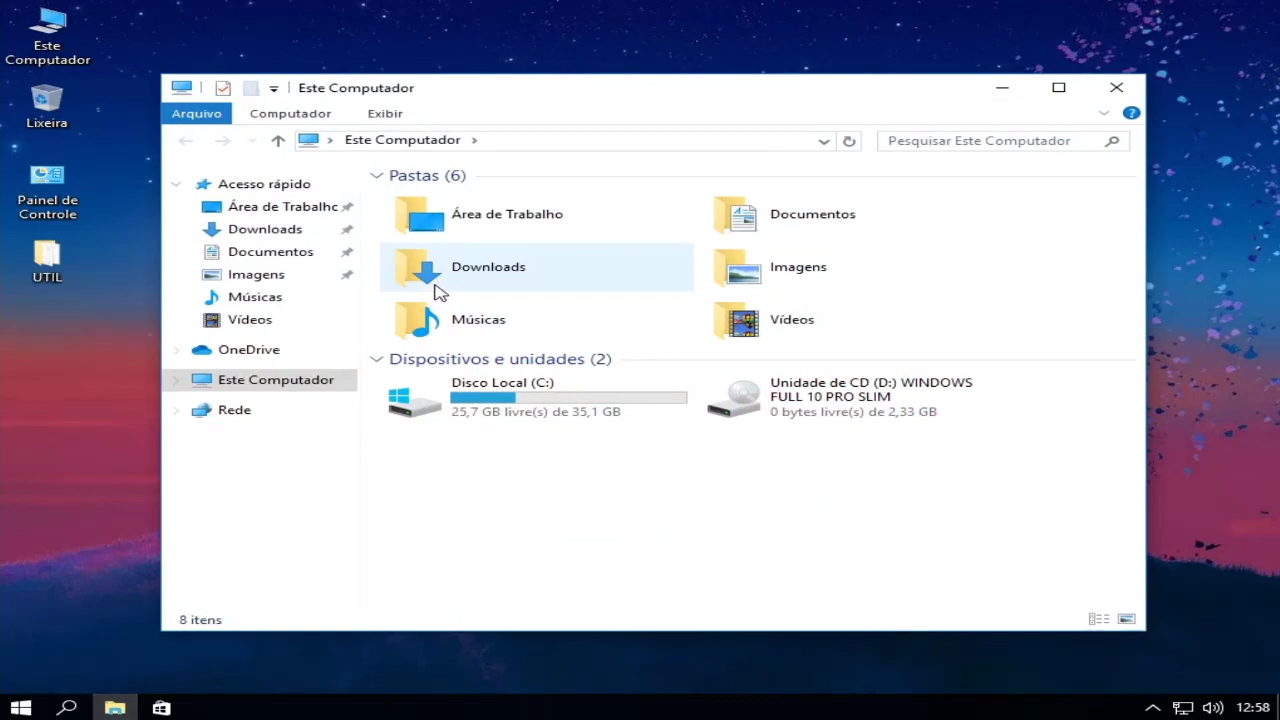 Este
Computador
Lixeira
Painel de
Controle
UTIL
Este Computador
Arquivo
Computador
Exibir
?
Este Computador
Pesquisar Este Computador
Acesso rápido
Área de Trabalhc
Downloads
Documentos
Imagens
Músicas
Vídeos
OneDrive
Este Computador
Rede
Pastas (6)
Área de Trabalho
Documentos
Downloads
Imagens
Músicas
Vídeos
Dispositivos e unidades (2)
Disco Local (C:)
25,7 GB livre(s) de 35,1 GB
Unidade de CD (D:) WINDOWS
FULL 10 PRO SLIM
0 bytes livre(s) de 2,33 GB
8 itens
12:58